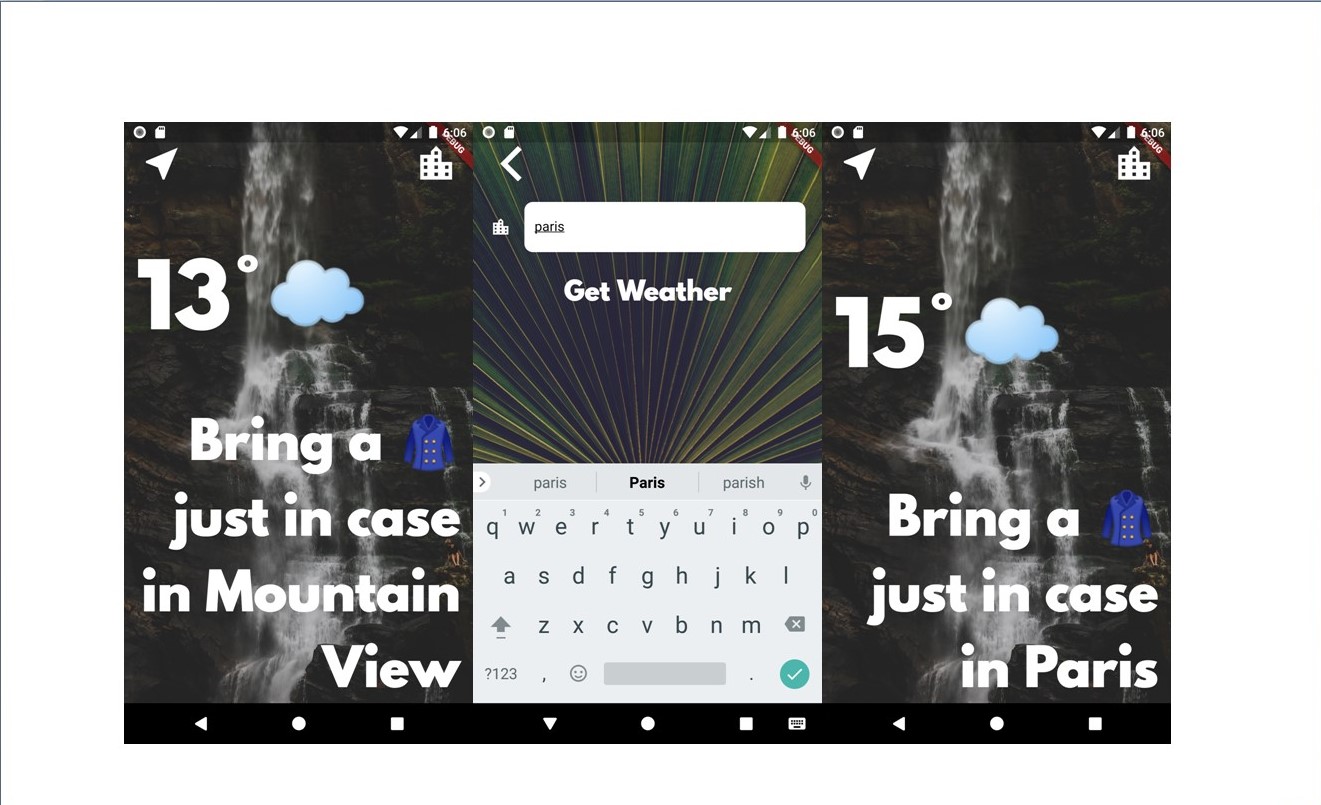 6:06
DEBUG
13°
Bring a 🧥
just in case
in Mountain
View
6:06
DEBUG
paris
Get Weather
paris Paris parish
1 2 3 4 5 6 7 8 9 0
q w e r t y u i o p
a s d f g h j k l
z x c v b n m
?123 , .
6:06
DEBUG
15°
Bring a 🧥
just in case
in Paris